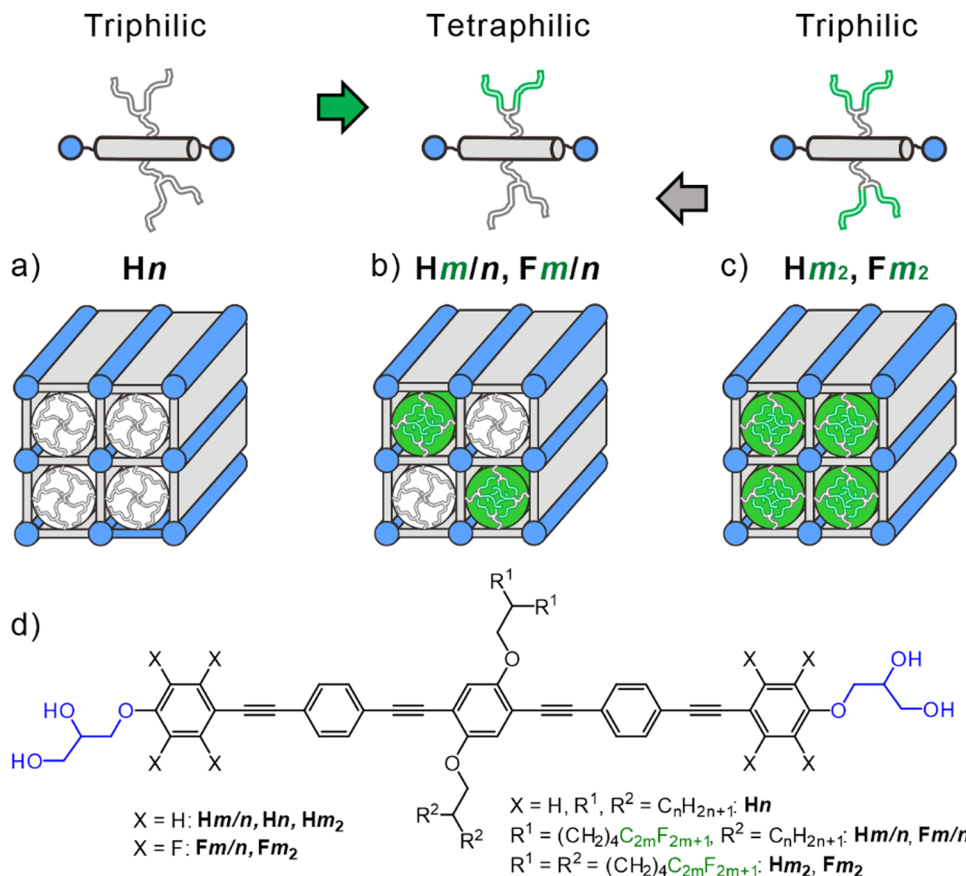 Triphilic Tetraphilic Triphilic
a) Hn b) Hm/n, Fm/n c) Hm₂, Fm₂
d)
R¹
R¹
X X O X X OH
HO O O OH
HO X X O X X
R²
R²
X = H: Hm/n, Hn, Hm₂
X = F: Fm/n, Fm₂
X = H, R¹, R² = CₙH₂ₙ₊₁: Hn
R¹ = (CH₂)₄C₂ₘF₂ₘ₊₁, R² = CₙH₂ₙ₊₁: Hm/n, Fm/n
R¹ = R² = (CH₂)₄C₂ₘF₂ₘ₊₁: Hm₂, Fm₂